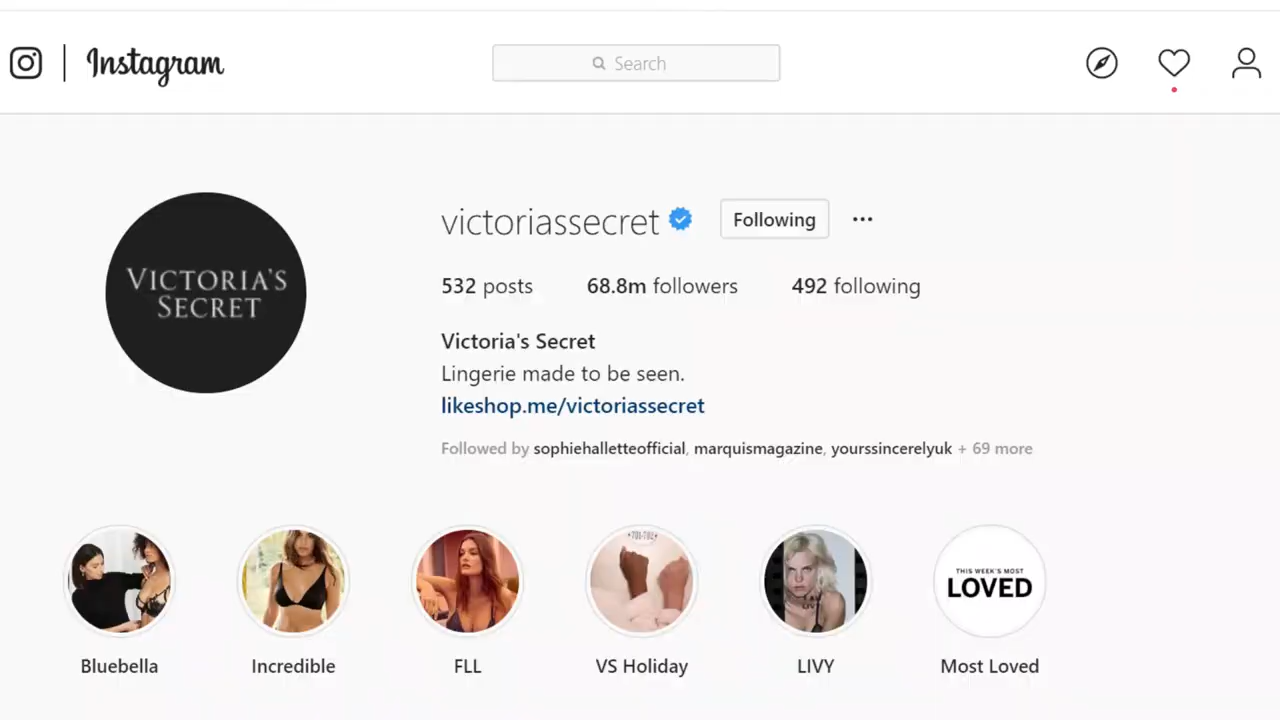 Instagram
Search
victoriassecret
Following
VICTORIA'S
SECRET
532 posts 68.8m followers 492 following
Victoria's Secret
Lingerie made to be seen.
likeshop.me/victoriassecret
Followed by sophiehalletteofficial, marquismagazine, yourssincerelyuk + 69 more
THIS WEEK'S MOST
LOVED
Bluebella
Incredible
FLL
VS Holiday
LIVY
Most Loved